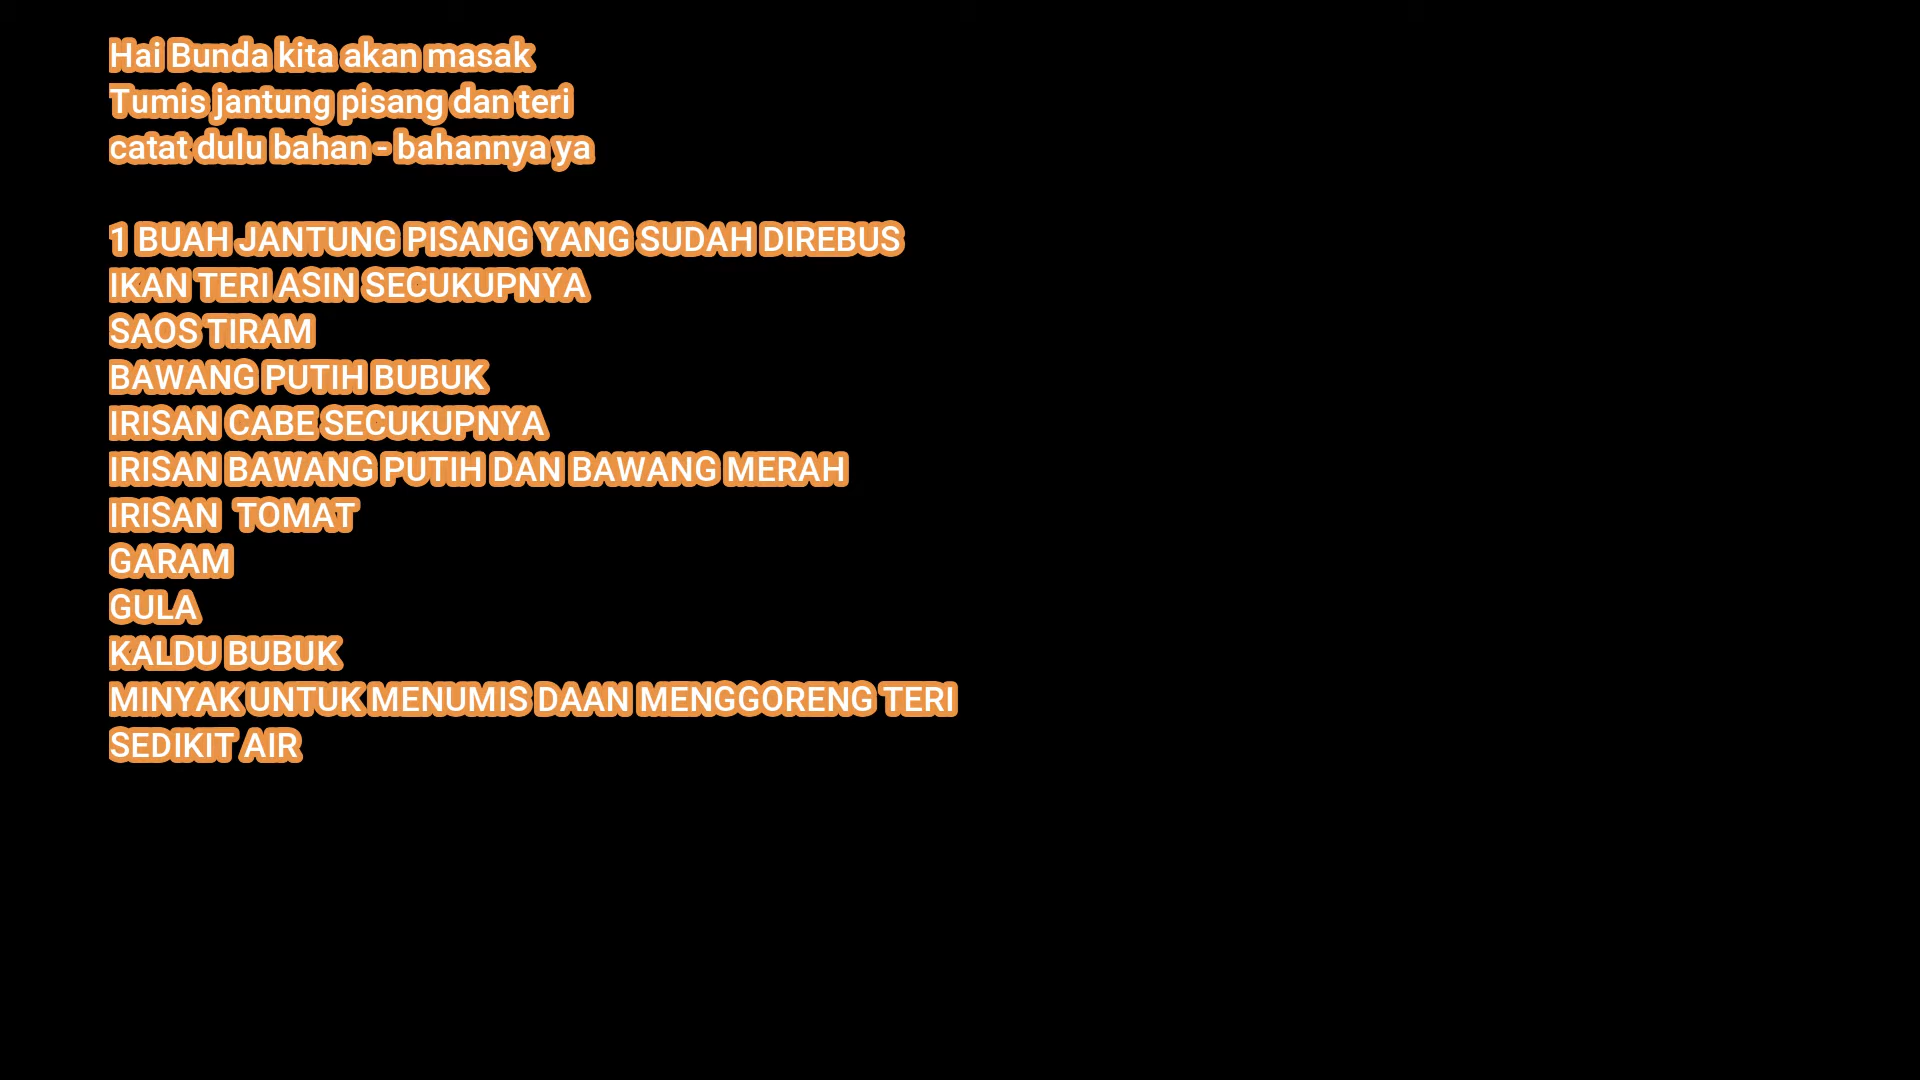 Hai Bunda kita akan masak
Tumis jantung pisang dan teri
catat dulu bahan - bahannya ya
1 BUAH JANTUNG PISANG YANG SUDAH DIREBUS
IKAN TERI ASIN SECUKUPNYA
SAOS TIRAM
BAWANG PUTIH BUBUK
IRISAN CABE SECUKUPNYA
IRISAN BAWANG PUTIH DAN BAWANG MERAH
IRISAN  TOMAT
GARAM
GULA
KALDU BUBUK
MINYAK UNTUK MENUMIS DAAN MENGGORENG TERI
SEDIKIT AIR